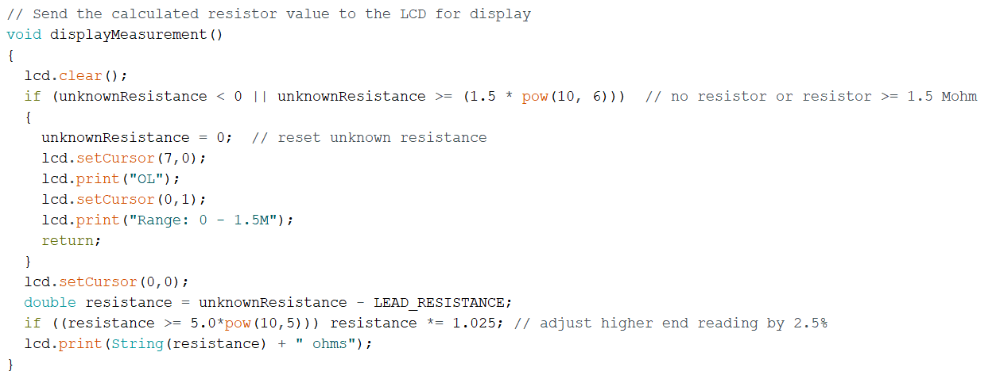 // Send the calculated resistor value to the LCD for display
void displayMeasurement()
{
  lcd.clear();
  if (unknownResistance < 0 || unknownResistance >= (1.5 * pow(10, 6)))  // no resistor or resistor >= 1.5 Mohm
  {
    unknownResistance = 0;  // reset unknown resistance
    lcd.setCursor(7,0);
    lcd.print("OL");
    lcd.setCursor(0,1);
    lcd.print("Range: 0 - 1.5M");
    return;
  }
  lcd.setCursor(0,0);
  double resistance = unknownResistance - LEAD_RESISTANCE;
  if ((resistance >= 5.0*pow(10,5))) resistance *= 1.025; // adjust higher end reading by 2.5%
  lcd.print(String(resistance) + " ohms");
}